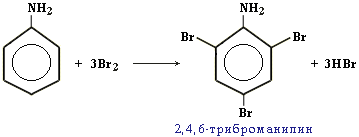 NH2 NH2
Br Br
+ 3Br2 + 3HBr
Br
2,4,6-триброманилин